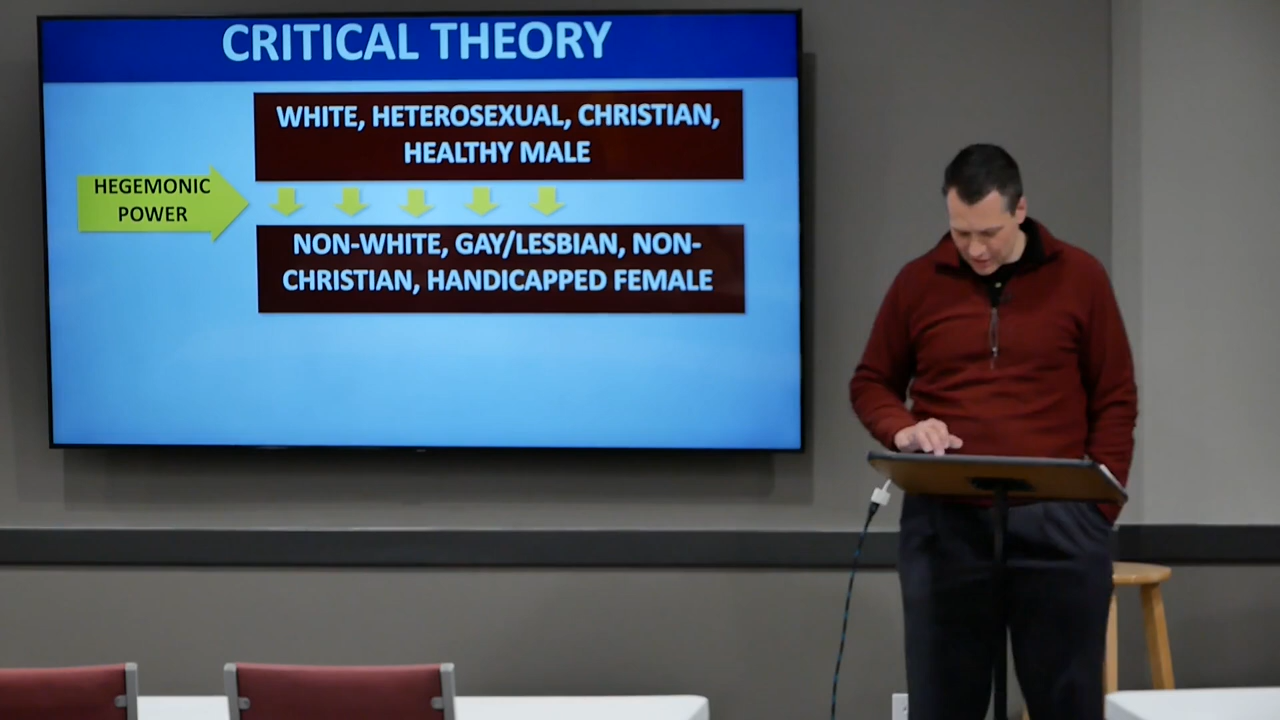 CRITICAL THEORY
WHITE, HETEROSEXUAL, CHRISTIAN,
HEALTHY MALE
HEGEMONIC
POWER
NON-WHITE, GAY/LESBIAN, NON-
CHRISTIAN, HANDICAPPED FEMALE